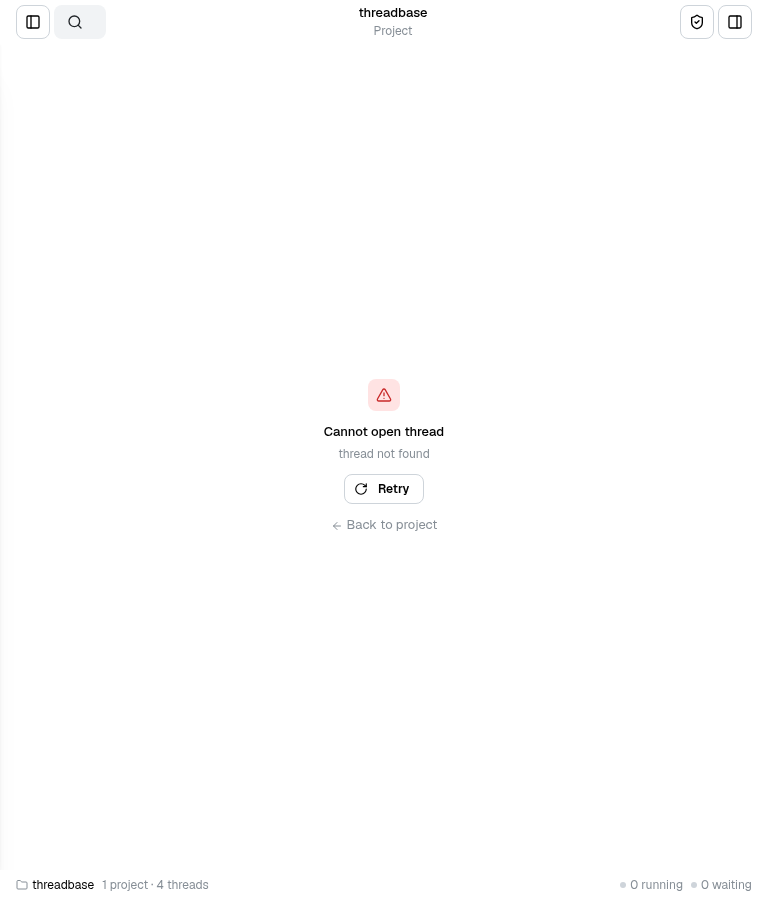 threadbase
Project
Cannot open thread
thread not found
Retry
← Back to project
threadbase 1 project · 4 threads
0 running 0 waiting